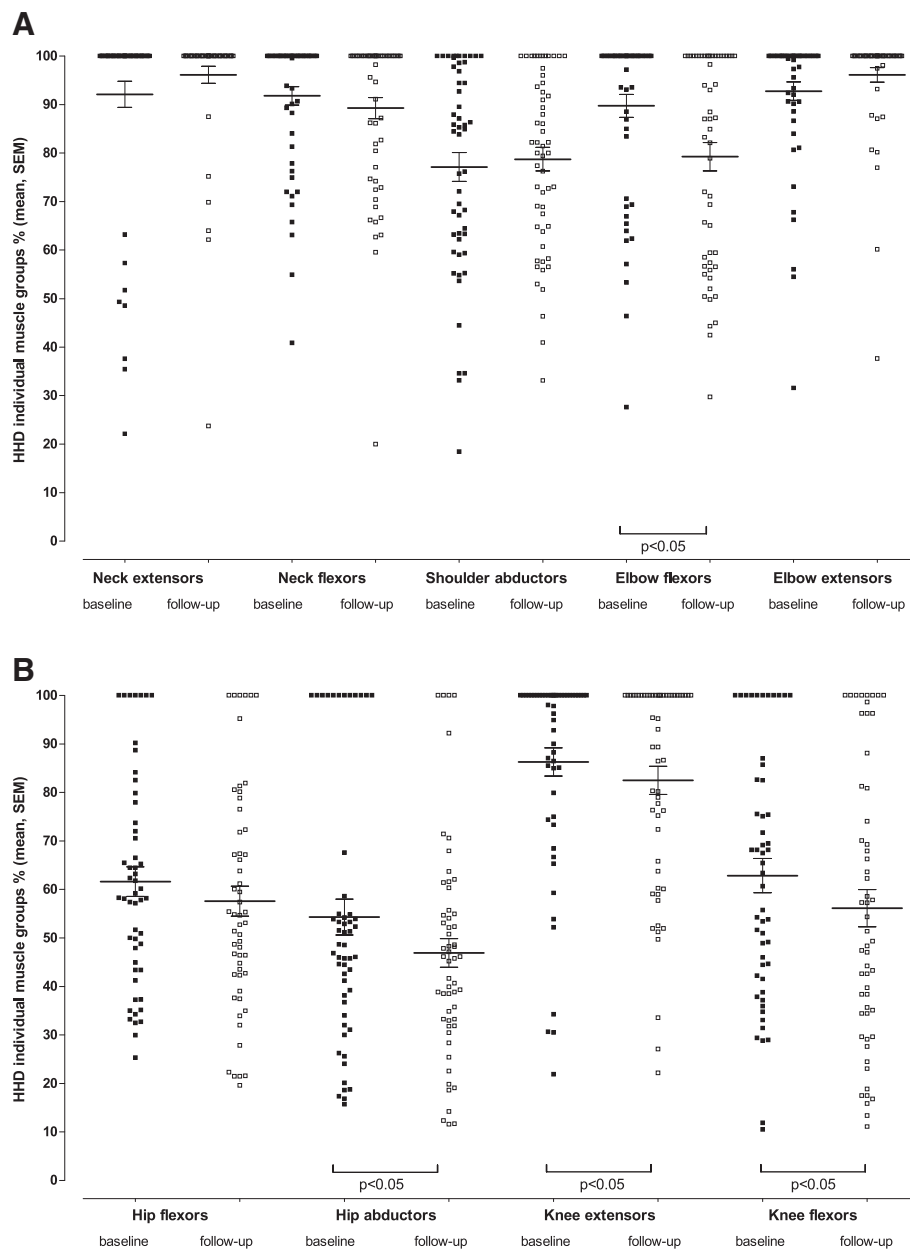 A
HHD individual muscle groups % (mean, SEM)
100
90
80
70
60
50
40
30
20
10
0
p<0.05
Neck extensors Neck flexors Shoulder abductors Elbow flexors Elbow extensors
baseline follow-up baseline follow-up baseline follow-up baseline follow-up baseline follow-up
B
HHD individual muscle groups % (mean, SEM)
100
90
80
70
60
50
40
30
20
10
0
p<0.05 p<0.05 p<0.05
Hip flexors Hip abductors Knee extensors Knee flexors
baseline follow-up baseline follow-up baseline follow-up baseline follow-up